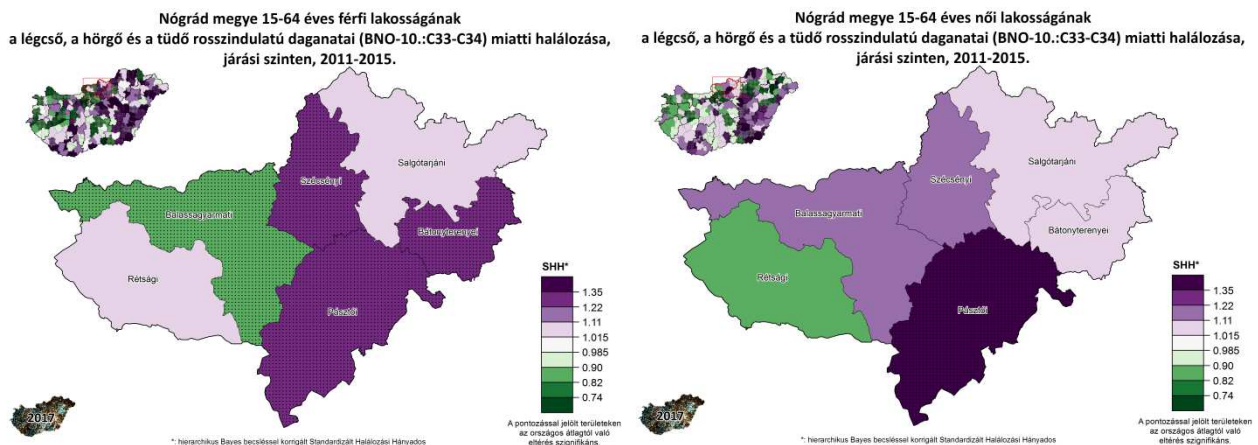 Nógrád megye 15-64 éves férfi lakosságának
a légcső, a hörgő és a tüdő rosszindulatú daganatai (BNO-10.:C33-C34) miatti halálozása,
járási szinten, 2011-2015.
Salgótarjáni
Szécsényi
Balassagyarmati
Bátonyterenyei
Rétsági
Pásztói
SHH*
1.35
1.22
1.11
1.015
0.985
0.90
0.82
0.74
2017
A pontozással jelölt területeken
az országos átlagtól való
eltérés szignifikáns.
*: hierarchikus Bayes becsléssel korrigált Standardizált Halálozási Hányados
Nógrád megye 15-64 éves női lakosságának
a légcső, a hörgő és a tüdő rosszindulatú daganatai (BNO-10.:C33-C34) miatti halálozása,
járási szinten, 2011-2015.
Salgótarjáni
Szécsényi
Balassagyarmati
Bátonyterenyei
Rétsági
Pásztói
SHH*
1.35
1.22
1.11
1.015
0.985
0.90
0.82
0.74
2017
A pontozással jelölt területeken
az országos átlagtól való
eltérés szignifikáns.
*: hierarchikus Bayes becsléssel korrigált Standardizált Halálozási Hányados